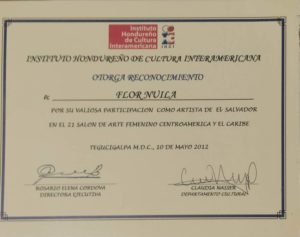 Instituto
Hondureño
de Cultura
Interamericana
IHCI
INSTITUTO HONDUREÑO DE CULTURA INTERAMERICANA
OTORGA RECONOCIMIENTO
A: FLOR NUILA
POR SU VALIOSA PARTICIPACION COMO ARTISTA DE EL SALVADOR
EN EL 21 SALON DE ARTE FEMENINO CENTROAMERICA Y EL CARIBE
TEGUCIGALPA M.D.C., 10 DE MAYO 2012
ROSARIO ELENA CORDOVA
DIRECTORA EJECUTIVA
CLAUDIA NASSER
DEPARTAMENTO CULTURAL